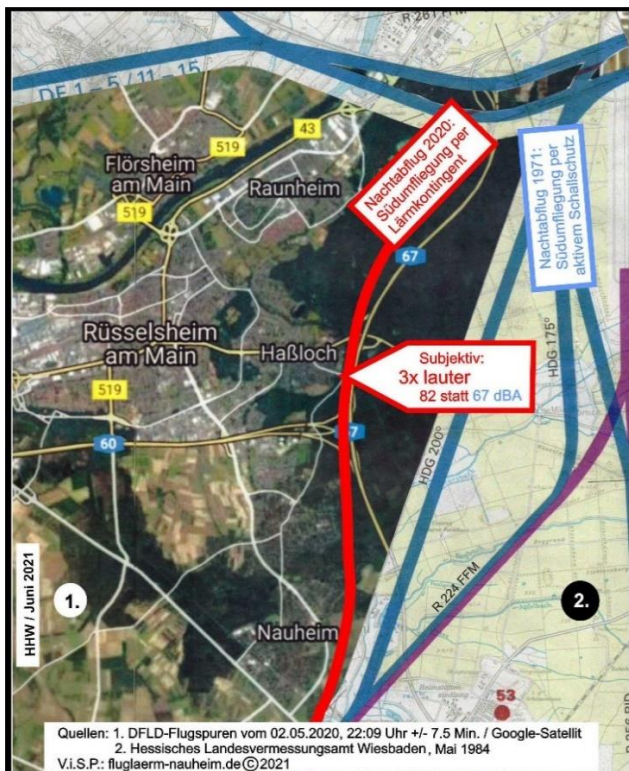 R 261 FFM
DF 1 - 5 / 11 - 15
43
519
Flörsheim
am Main
Raunheim
519
Nachtabflug 2020:
Südumfliegung per
Lärmkontingent
Nachtabflug 1971:
Südumfliegung per
aktivem Schallschutz
67
Rüsselsheim
am Main
Haßloch
HDG 175º
Subjektiv:
3x lauter
82 statt 67 dBA
519
60
HDG 200º
R 224 FFM
HHW / Juni 2021
1.
2.
Nauheim
53
Quellen: 1. DFLD-Flugspuren vom 02.05.2020, 22:09 Uhr +/- 7.5 Min. / Google-Satellit
2. Hessisches Landesvermessungsamt Wiesbaden, Mai 1984
V.i.S.P.: fluglaerm-nauheim.de©2021